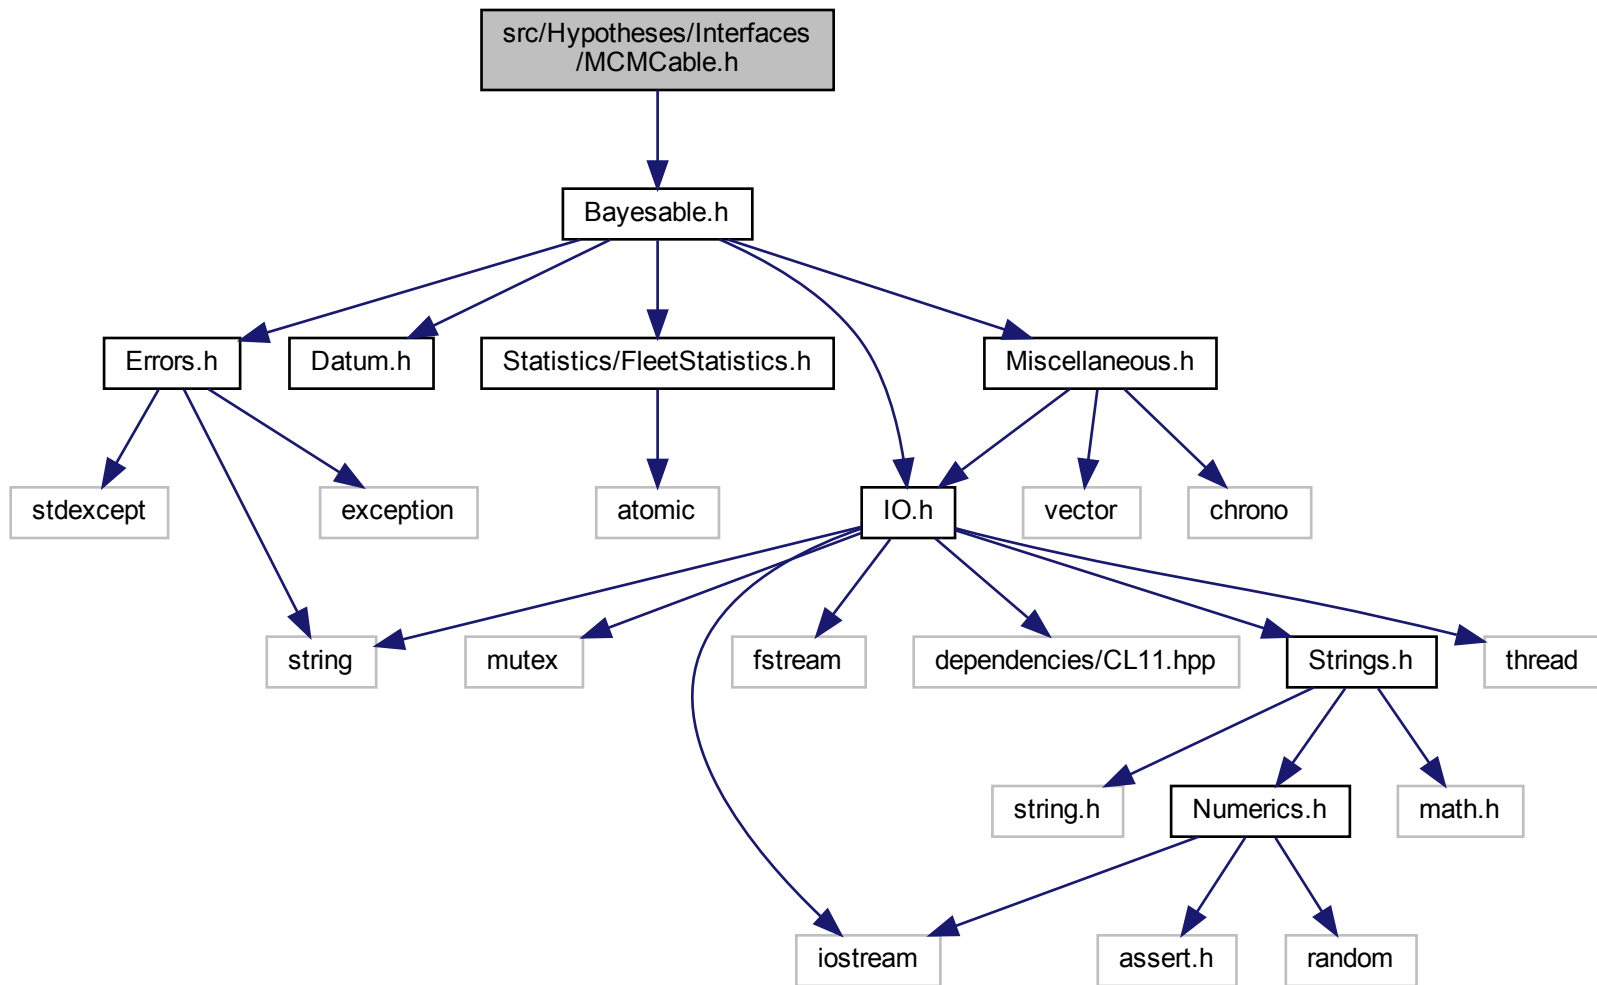 src/Hypotheses/Interfaces
/MCMCable.h
Bayesable.h
Errors.h
Datum.h
Statistics/FleetStatistics.h
Miscellaneous.h
stdexcept
exception
atomic
IO.h
vector
chrono
string
mutex
fstream
dependencies/CL11.hpp
Strings.h
thread
string.h
Numerics.h
math.h
iostream
assert.h
random